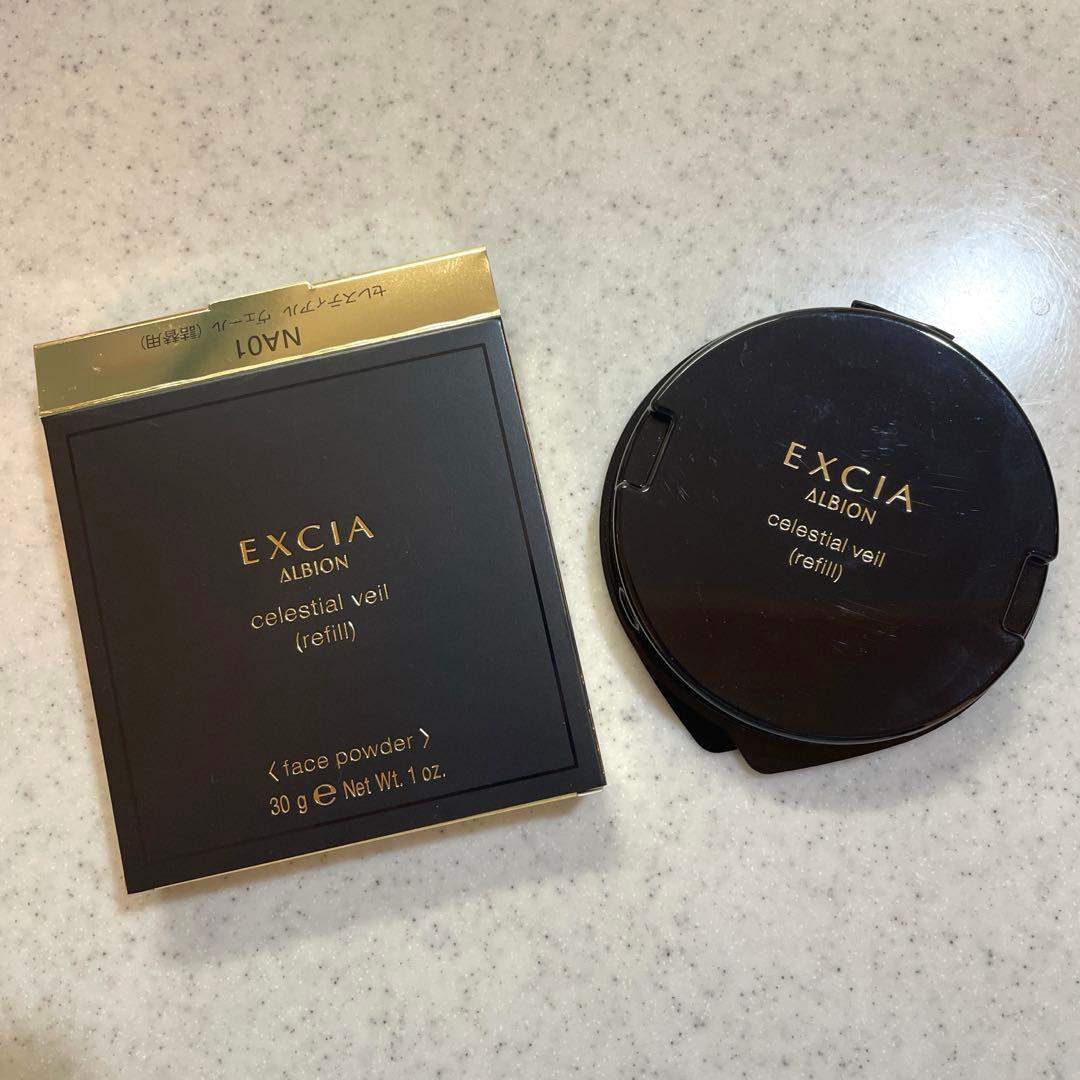 セレスティアル ヴェール (詰替用)
NA01
EXCIA
ALBION
celestial veil
(refill)
〈face powder〉
30 g ℮ Net Wt. 1 oz.
EXCIA
ALBION
celestial veil
(refill)